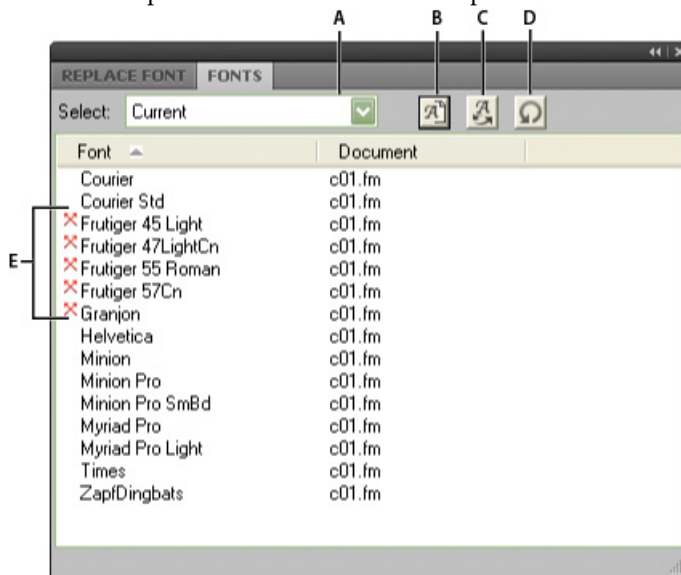 A B C D
REPLACE FONT FONTS
Select: Current
Font Document
Courier c01.fm
Courier Std c01.fm
Frutiger 45 Light c01.fm
Frutiger 47LightCn c01.fm
Frutiger 55 Roman c01.fm
E
Frutiger 57Cn c01.fm
Granjon c01.fm
Helvetica c01.fm
Minion c01.fm
Minion Pro c01.fm
Minion Pro SmBd c01.fm
Myriad Pro c01.fm
Myriad Pro Light c01.fm
Times c01.fm
ZapfDingbats c01.fm